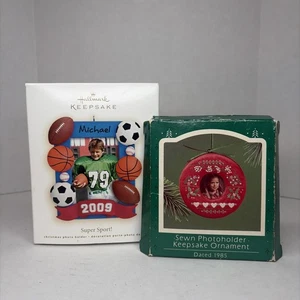 Hallmark
KEEPSAKE
Michael
79
2009
Super Sport!
Sewn Photoholder
Keepsake Ornament
Dated 1985